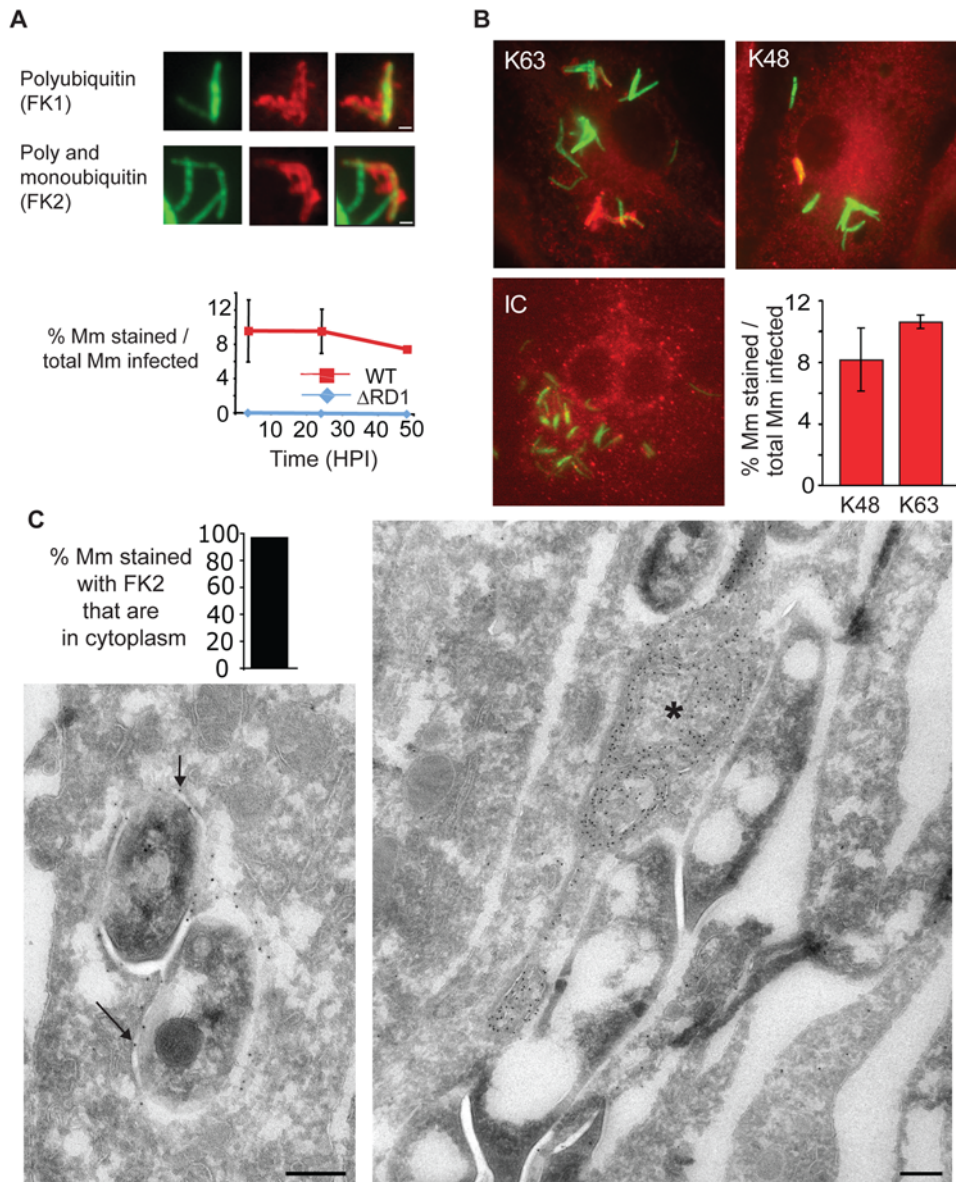 A
Polyubiquitin
(FK1)
Poly and
monoubiquitin
(FK2)
% Mm stained /
total Mm infected
12
8
4
0
WT
ΔRD1
10 20 30 40 50
Time (HPI)
B
K63
K48
IC
% Mm stained /
total Mm infected
12
8
4
0
K48 K63
C
% Mm stained
with FK2
that are
in cytoplasm
100
80
60
40
20
0
*